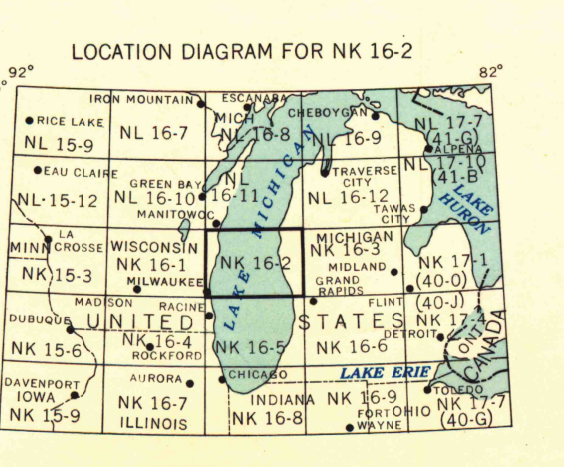 LOCATION DIAGRAM FOR NK 16-2
92°
82°
IRON MOUNTAIN
ESCANABA
CHEBOYGAN
RICE LAKE
NL 15-9
NL 16-7
MICH
NL 16-8
NL 16-9
NL 17-7
(41-G)
ALPENA
EAU CLAIRE
NL 15-12
GREEN BAY
NL 16-10
MANITOWOC
NL
16-11
TRAVERSE
CITY
NL 16-12
TAWAS
CITY
NL 17-10
(41-B
LAKE
HURON
LAKE MICHIGAN
LA
CROSSE
MINN
NK 15-3
WISCONSIN
NK 16-1
MILWAUKEE
NK 16-2
MICHIGAN
NK 16-3
MIDLAND
GRAND
RAPIDS
NK 17-1
(40-O)
MADISON
RACINE
FLINT
(40-J)
DUBUQUE
UNITED STATES
NK 17-4
NK 15-6
NK 16-4
ROCKFORD
NK 16-5
NK 16-6
DETROIT
ONT
CANADA
LAKE ERIE
DAVENPORT
IOWA
NK 15-9
AURORA
NK 16-7
ILLINOIS
CHICAGO
INDIANA
NK 16-8
NK 16-9
FORT
WAYNE
OHIO
TOLEDO
NK 17-7
(40-G)